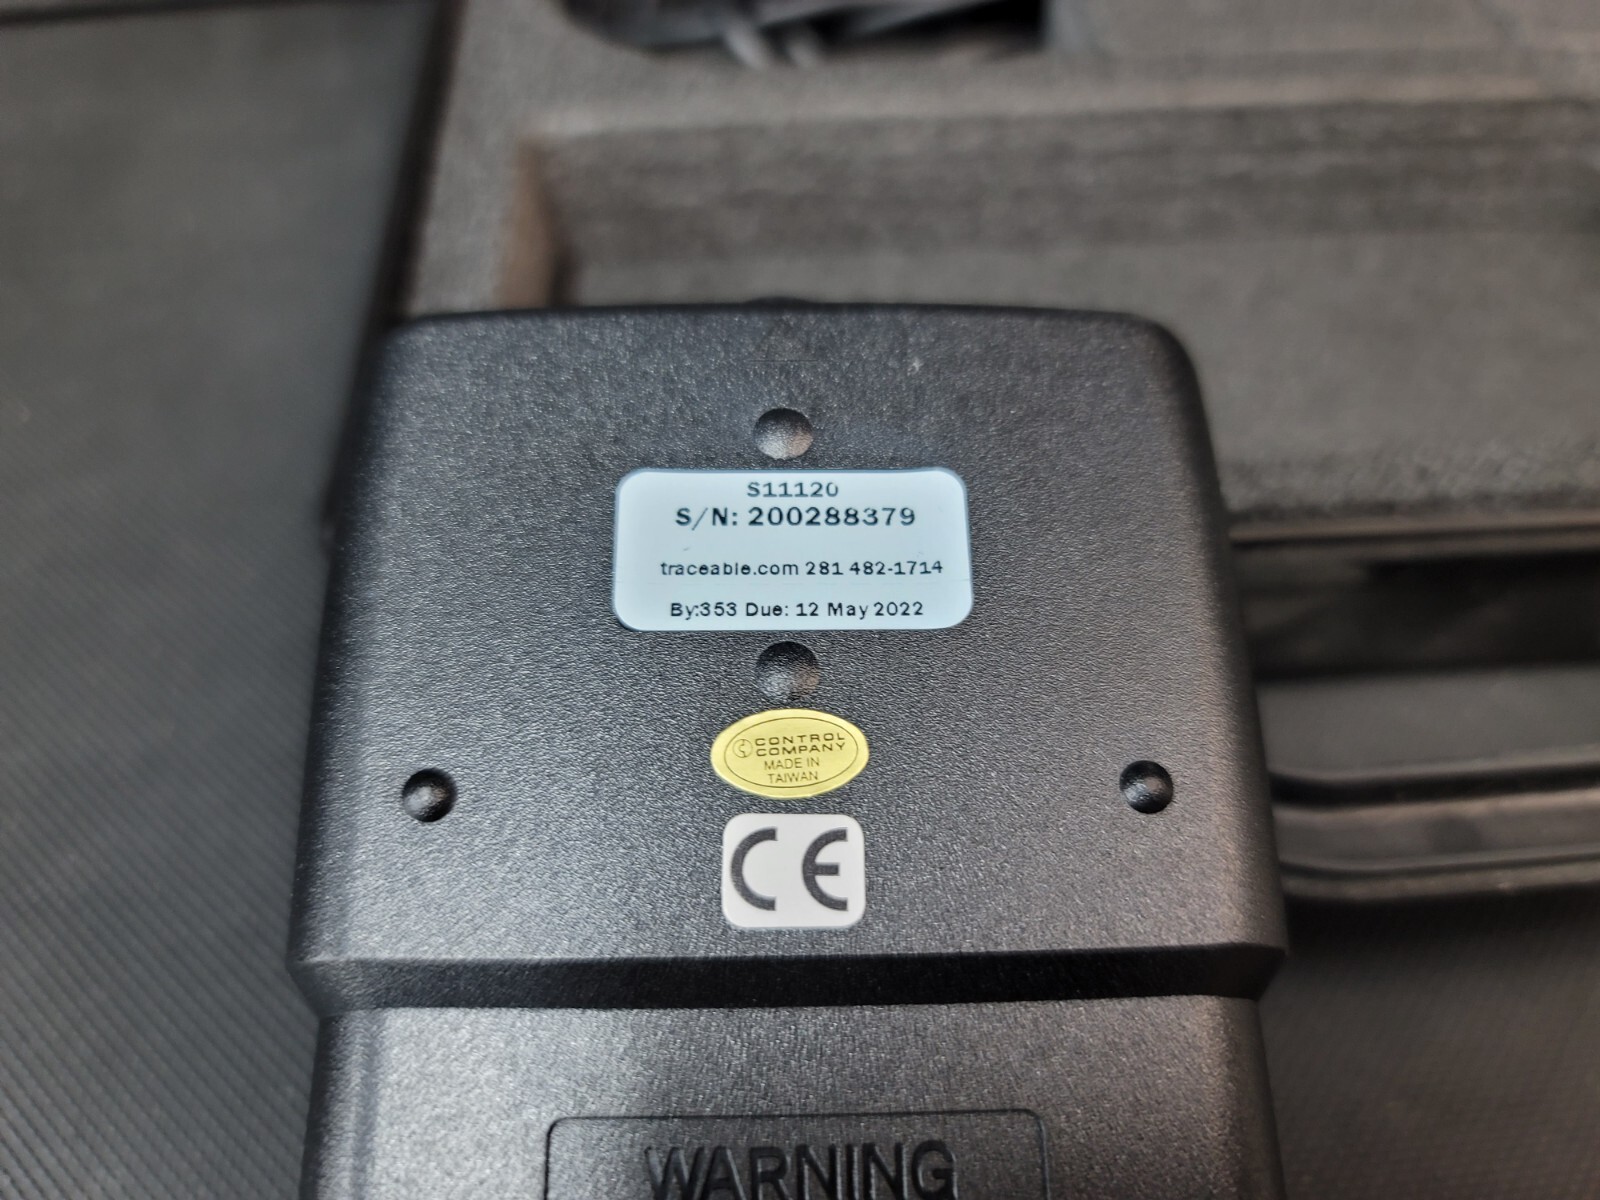 S11120
S/N: 200288379
traceable.com 281 482-1714
By:353 Due: 12 May 2022
CONTROL
COMPANY
MADE IN
TAIWAN
CE
WARNING